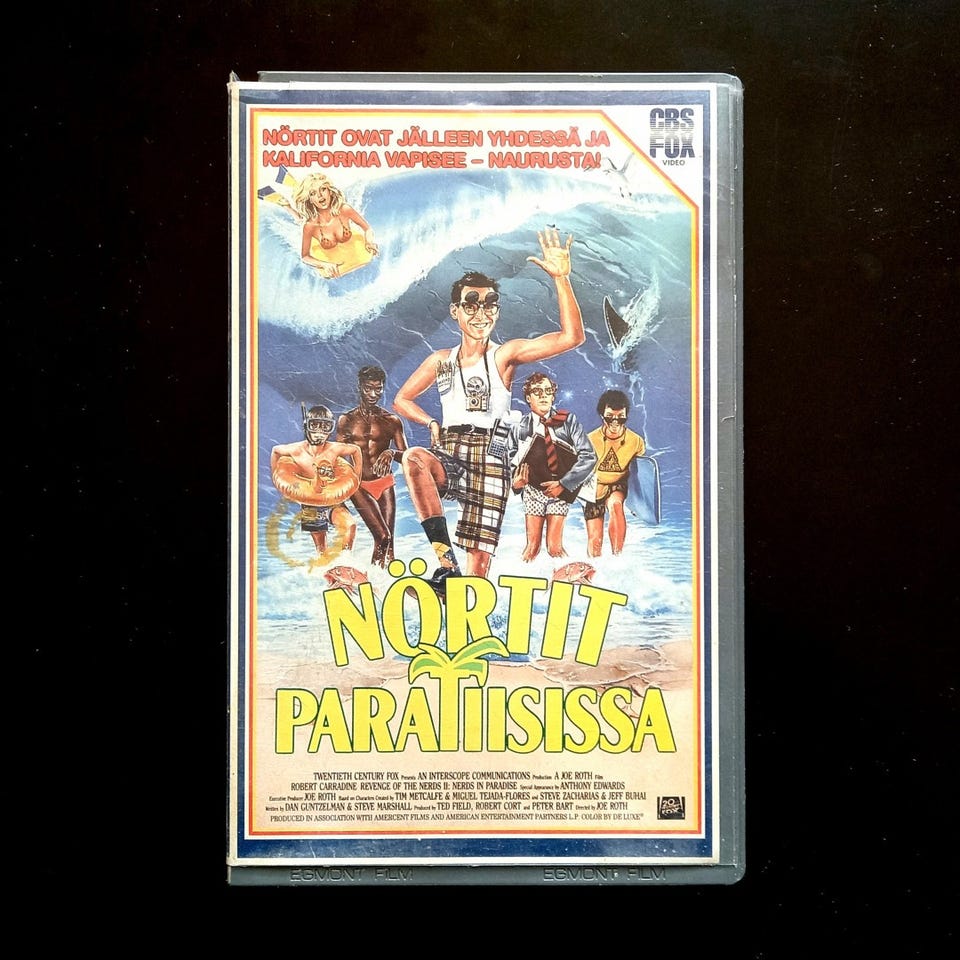 NÖRTIT OVAT JÄLLEEN YHDESSÄ JA
KALIFORNIA VAPISEE – NAURUSTA!
CBS
FOX
VIDEO
NÖRTIT
PARATIISISSA
TWENTIETH CENTURY FOX Presents AN INTERSCOPE COMMUNICATIONS Production A JOE ROTH Film
ROBERT CARRADINE REVENGE OF THE NERDS II: NERDS IN PARADISE Special Appearance by ANTHONY EDWARDS
Executive Producer JOE ROTH Based on Characters Created by TIM METCALFE & MIGUEL TEJADA-FLORES and STEVE ZACHARIAS & JEFF BUHAI
Written by DAN GUNTZELMAN & STEVE MARSHALL Produced by TED FIELD, ROBERT CORT and PETER BART Directed by JOE ROTH
PRODUCED IN ASSOCIATION WITH AMERCENT FILMS AND AMERICAN ENTERTAINMENT PARTNERS L.P. COLOR BY DE LUXE®
20
FOX
EGMONT FILM EGMONT FILM